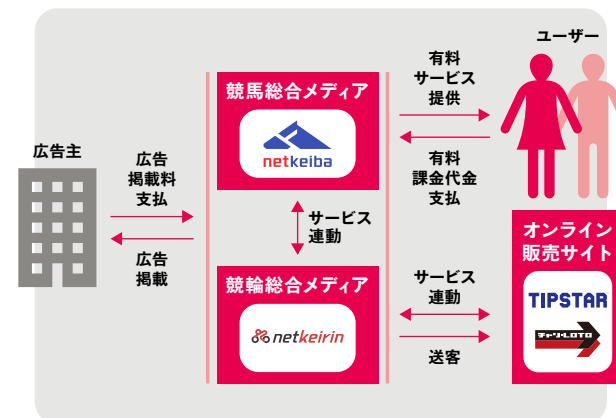 広告主
広告
掲載料
支払
広告
掲載
競馬総合メディア
netkeiba
サービス
連動
競輪総合メディア
netkeirin
有料
サービス
提供
有料
課金代金
支払
ユーザー
サービス
連動
送客
オンライン
販売サイト
TIPSTAR
チャリ・LOTO